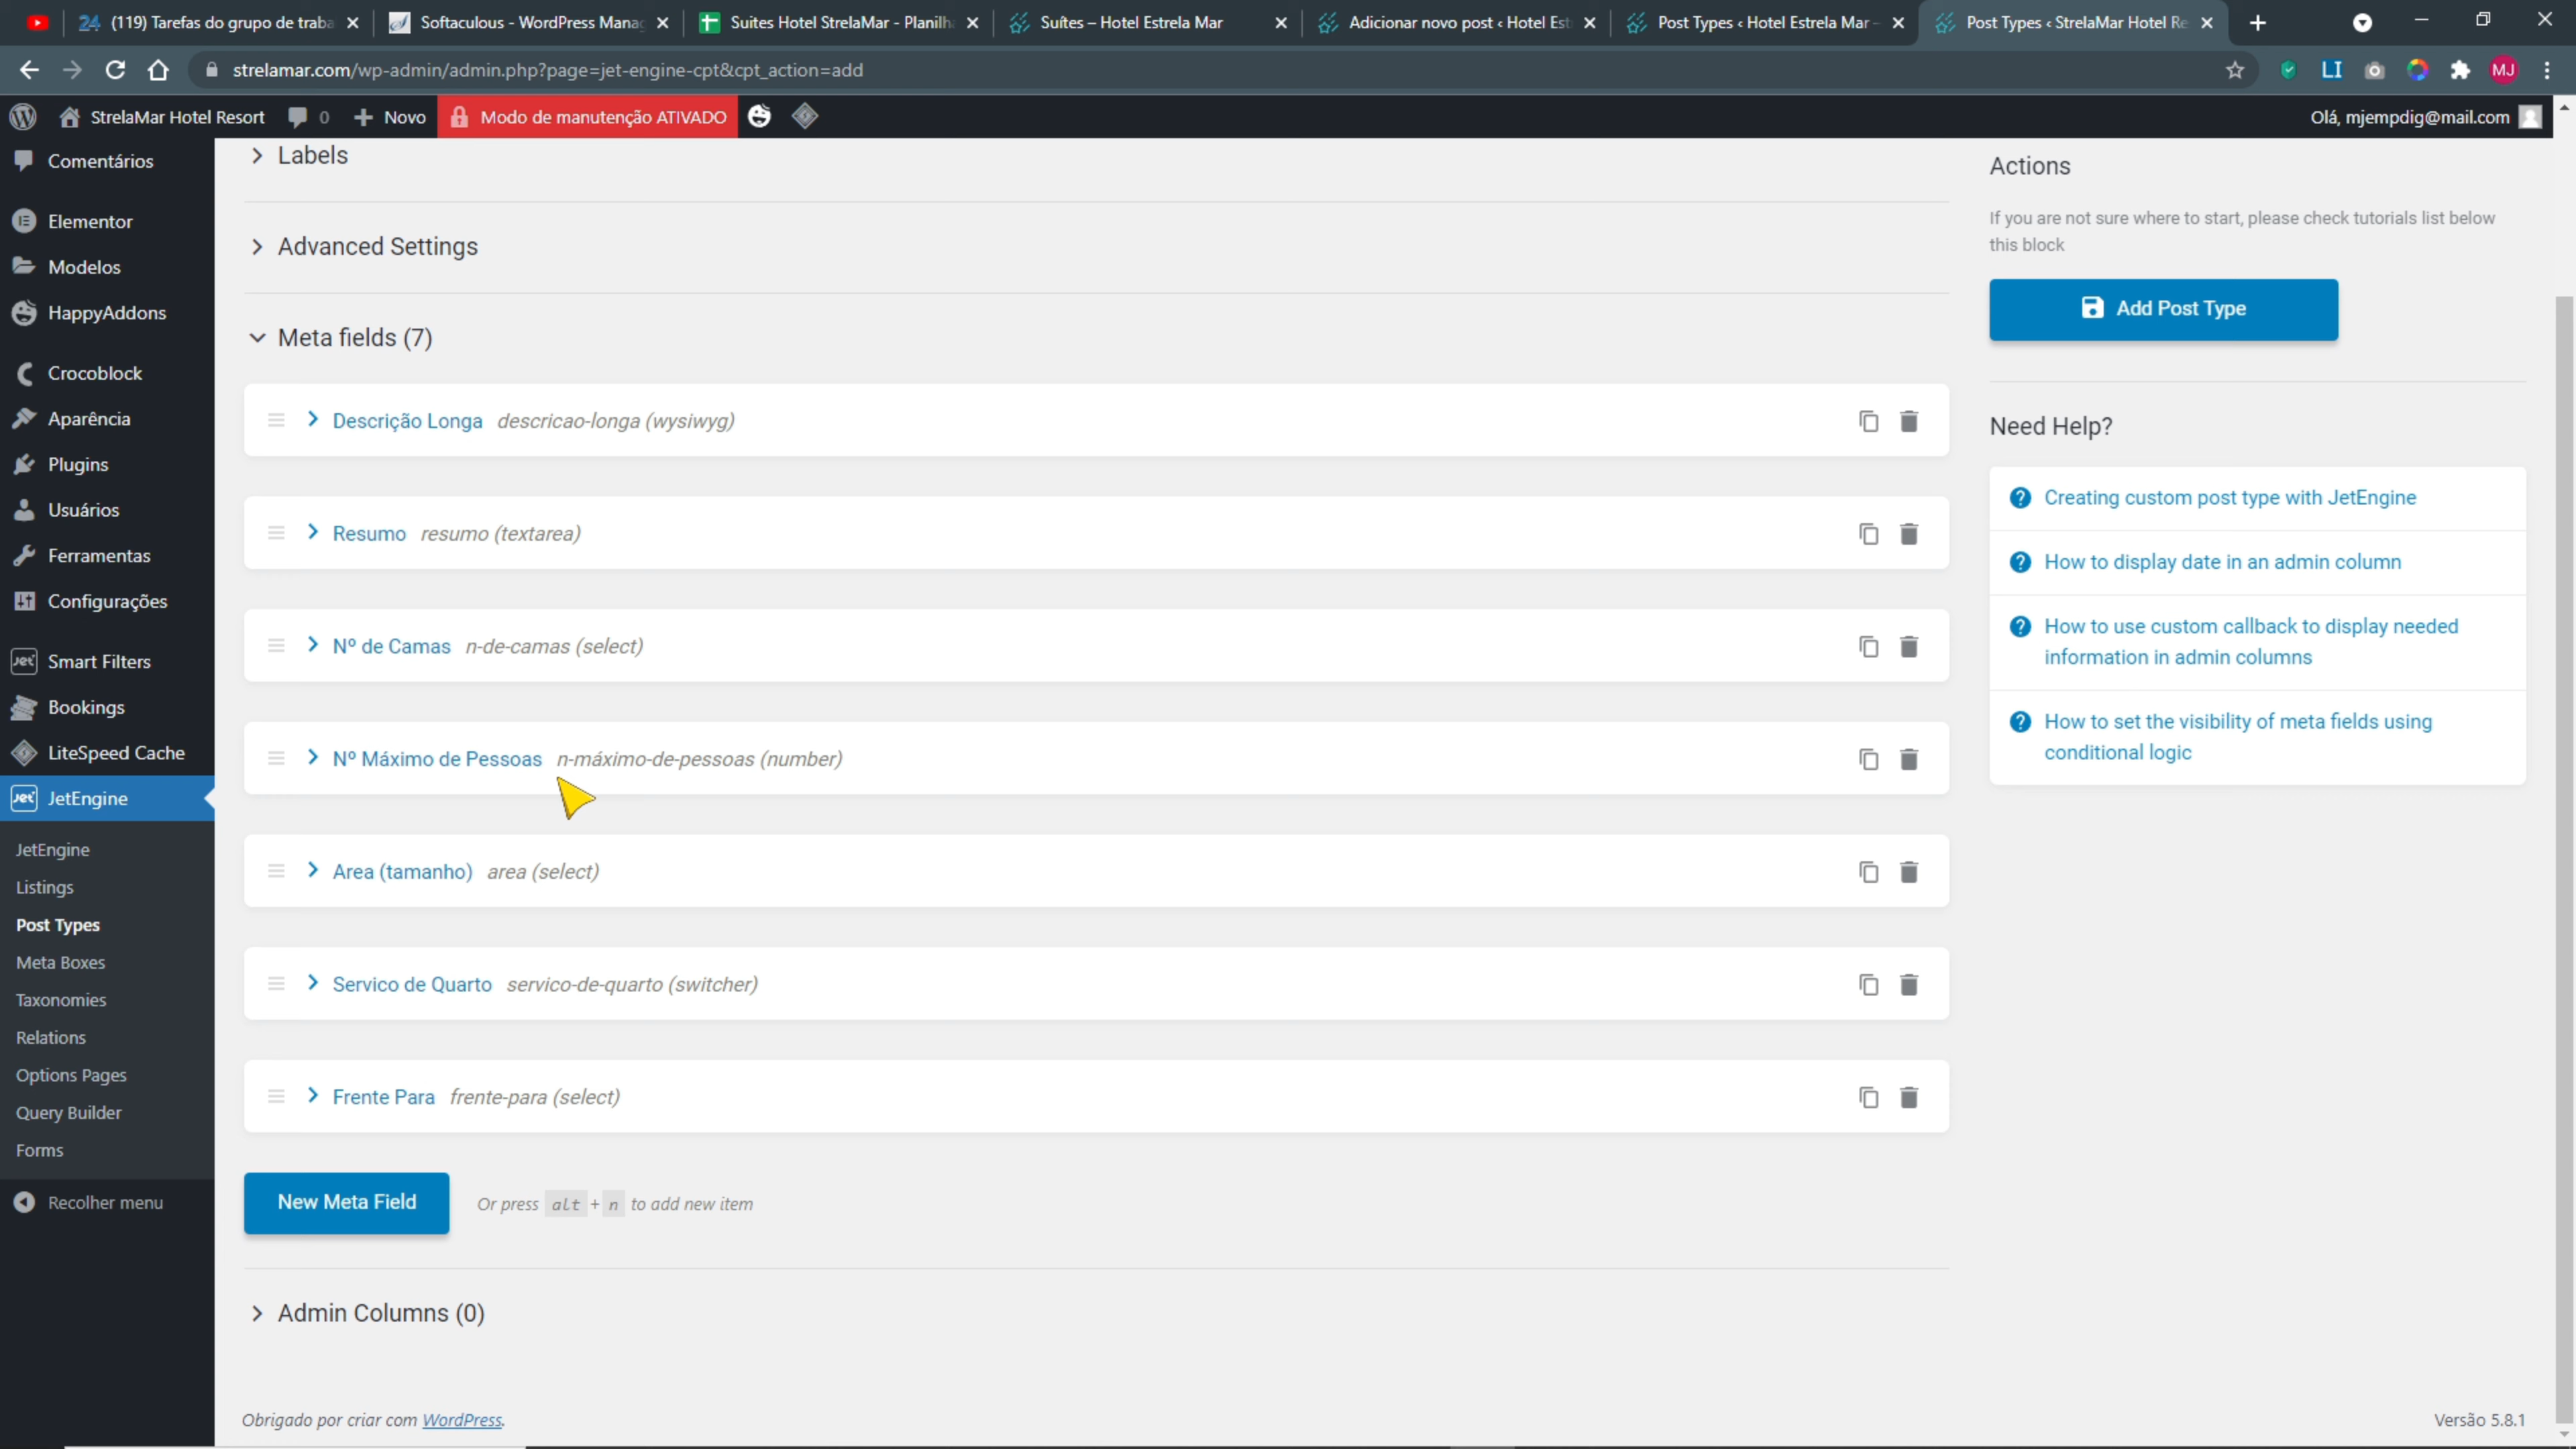 24 (119) Tarefas do grupo de traba
Softaculous - WordPress Manag
Suites Hotel StrelaMar - Planilh
Suítes – Hotel Estrela Mar
Adicionar novo post ‹ Hotel Est
Post Types ‹ Hotel Estrela Mar –
Post Types ‹ StrelaMar Hotel Re
strelamar.com/wp-admin/admin.php?page=jet-engine-cpt&cpt_action=add
LI
MJ
StrelaMar Hotel Resort
0
Novo
Modo de manutenção ATIVADO
Olá, mjempdig@mail.com
Comentários
Elementor
Modelos
HappyAddons
Crocoblock
Aparência
Plugins
Usuários
Ferramentas
Configurações
Jet Smart Filters
Bookings
LiteSpeed Cache
Jet JetEngine
JetEngine
Listings
Post Types
Meta Boxes
Taxonomies
Relations
Options Pages
Query Builder
Forms
Recolher menu
Labels
Advanced Settings
Meta fields (7)
Descrição Longa descricao-longa (wysiwyg)
Resumo resumo (textarea)
Nº de Camas n-de-camas (select)
Nº Máximo de Pessoas n-máximo-de-pessoas (number)
Area (tamanho) area (select)
Servico de Quarto servico-de-quarto (switcher)
Frente Para frente-para (select)
New Meta Field
Or press alt + n to add new item
Admin Columns (0)
Obrigado por criar com WordPress.
Versão 5.8.1
Actions
If you are not sure where to start, please check tutorials list below
this block
Add Post Type
Need Help?
Creating custom post type with JetEngine
How to display date in an admin column
How to use custom callback to display needed
information in admin columns
How to set the visibility of meta fields using
conditional logic